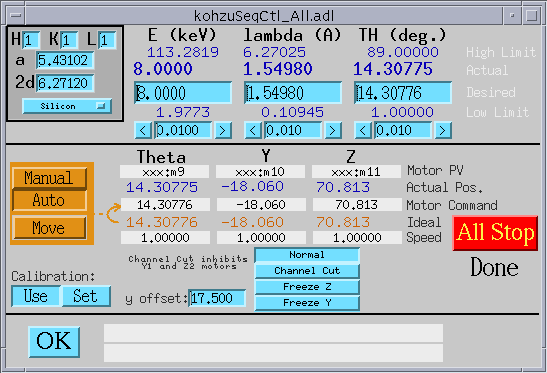 kohzuSeqCtl_All.adl
H 1 K 1 L 1
a 5.43102
2d 6.27120
Silicon
E (keV) lambda (A) TH (deg.)
113.2819 6.27025 89.00000 High Limit
8.0000 1.54980 14.30775 Actual
8.0000 1.54980 14.30776 Desired
1.9773 0.10945 1.00000 Low Limit
< 0.0100 > < 0.010 > < 0.010 >
Theta Y Z
xxx:m9 xxx:m10 xxx:m11 Motor PV
14.30775 -18.060 70.813 Actual Pos.
14.30776 -18.060 70.813 Motor Command
14.30776 -18.060 70.813 Ideal
1.00000 1.00000 1.00000 Speed
Manual
Auto
Move
All Stop
Done
Channel Cut inhibits
Y1 and Z2 motors
Normal
Channel Cut
Freeze Z
Freeze Y
Calibration:
Use Set
y offset: 17.500
OK